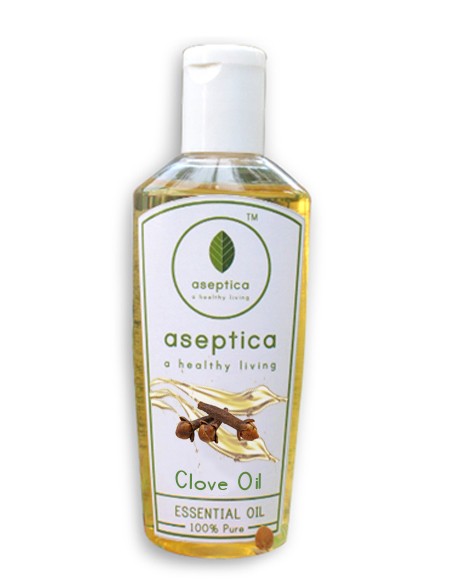 TM
aseptica
a healthy living
aseptica
a healthy living
Clove Oil
ESSENTIAL OIL
100% Pure